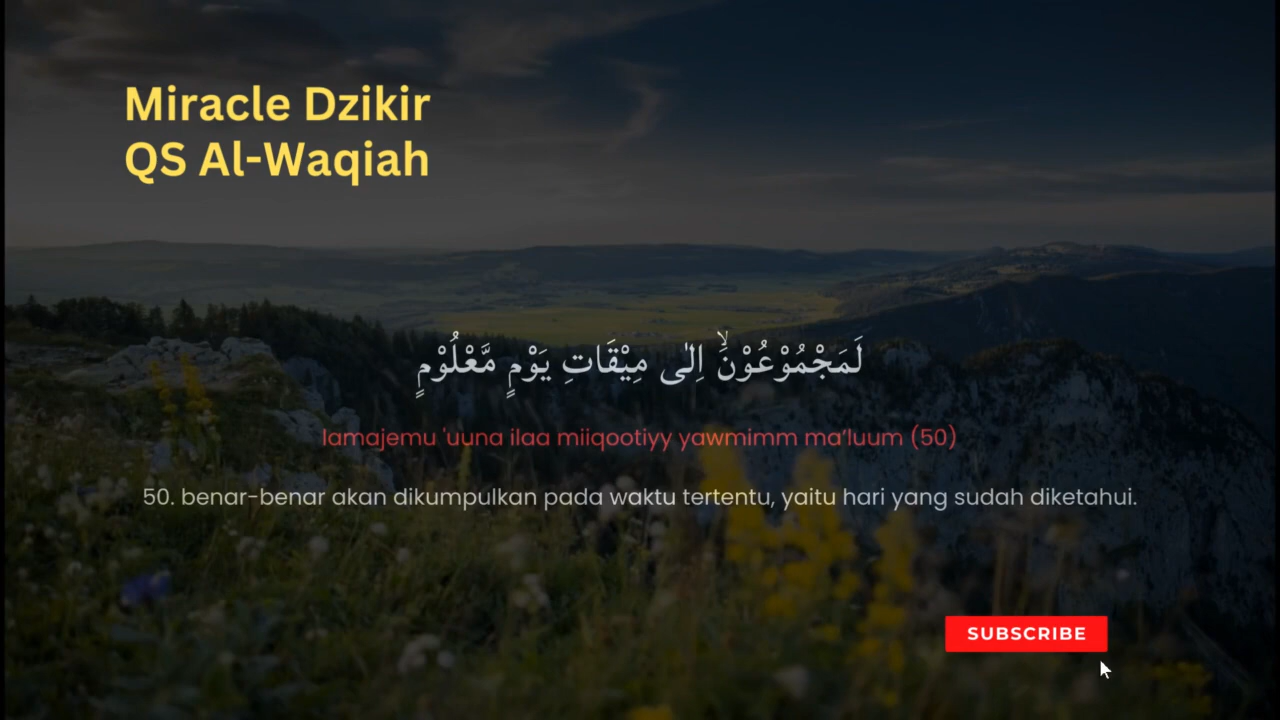 Miracle Dzikir
QS Al-Waqiah
لَمَجْمُوْعُوْنَۙ اِلٰى مِيْقَاتِ يَوْمٍ مَّعْلُوْمٍ
lamajemu 'uuna ilaa miiqootiyy yawmimm ma'luum (50)
50. benar-benar akan dikumpulkan pada waktu tertentu, yaitu hari yang sudah diketahui.
SUBSCRIBE